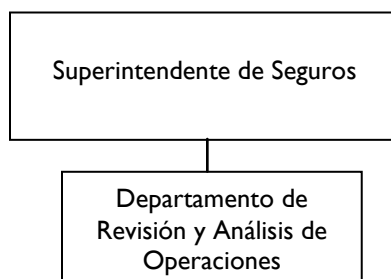 Superintendente de Seguros
Departamento de
Revisión y Análisis de
Operaciones